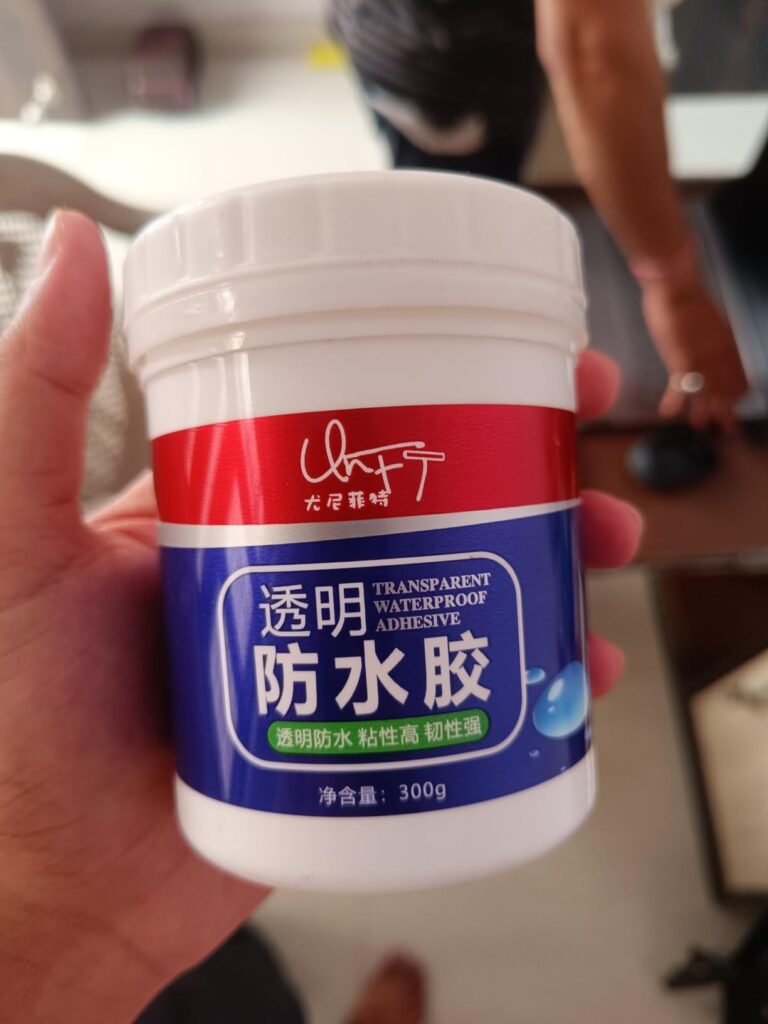 尤尼菲特
透明
TRANSPARENT
WATERPROOF
ADHESIVE
防水胶
透明防水 粘性高 韧性强
净含量：300g